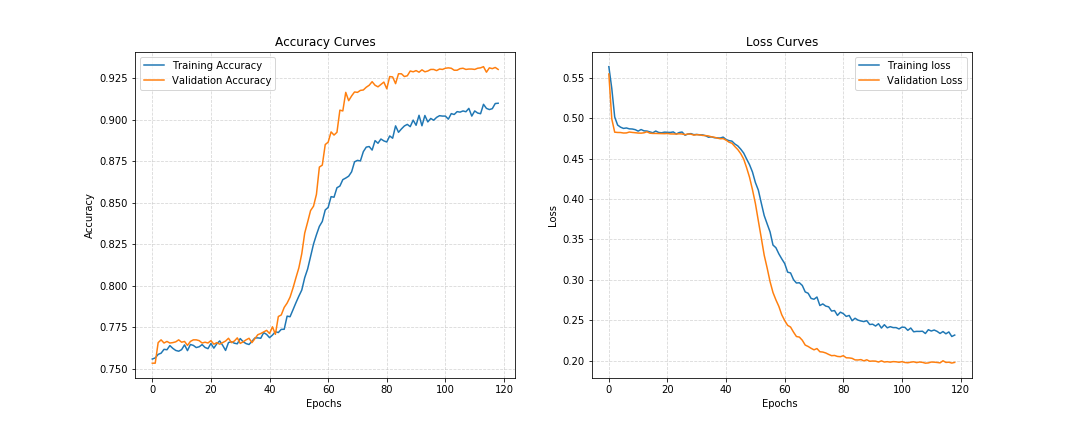 Accuracy Curves
Training Accuracy
Validation Accuracy
0.925
0.900
0.875
0.850
0.825
0.800
0.775
0.750
Accuracy
0 20 40 60 80 100 120
Epochs
Loss Curves
Training loss
Validation Loss
0.55
0.50
0.45
0.40
0.35
0.30
0.25
0.20
Loss
0 20 40 60 80 100 120
Epochs